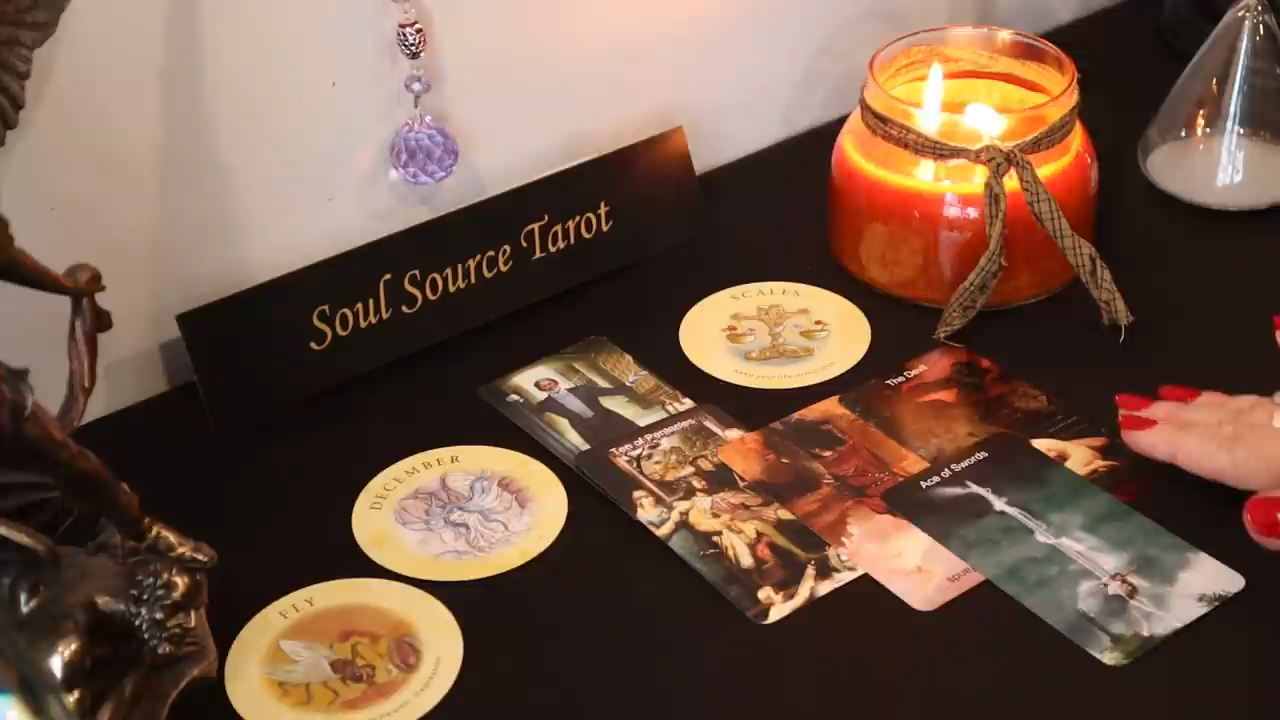 Soul Source Tarot
SCALES
The Devil
Ten of Pentacles
DECEMBER
Ace of Swords
FLY